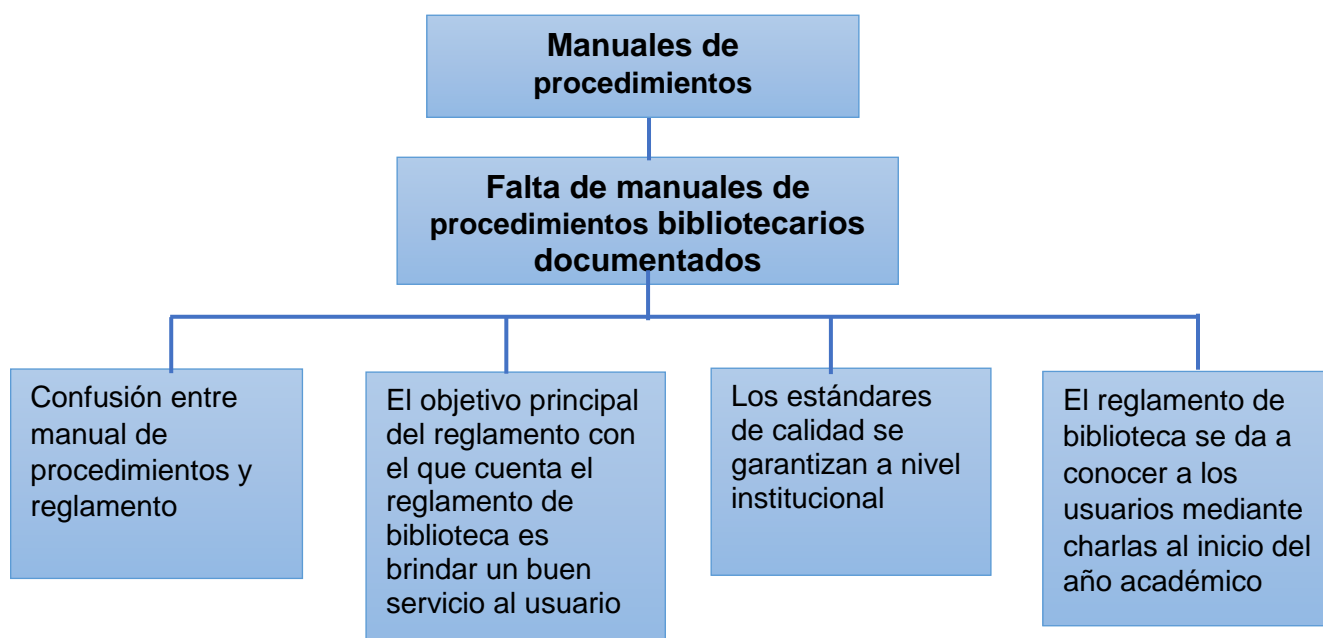 Manuales de
procedimientos
Falta de manuales de
procedimientos bibliotecarios
documentados
Confusión entre
manual de
procedimientos y
reglamento
El objetivo principal
del reglamento con
el que cuenta el
reglamento de
biblioteca es
brindar un buen
servicio al usuario
Los estándares
de calidad se
garantizan a nivel
institucional
El reglamento de
biblioteca se da a
conocer a los
usuarios mediante
charlas al inicio del
año académico